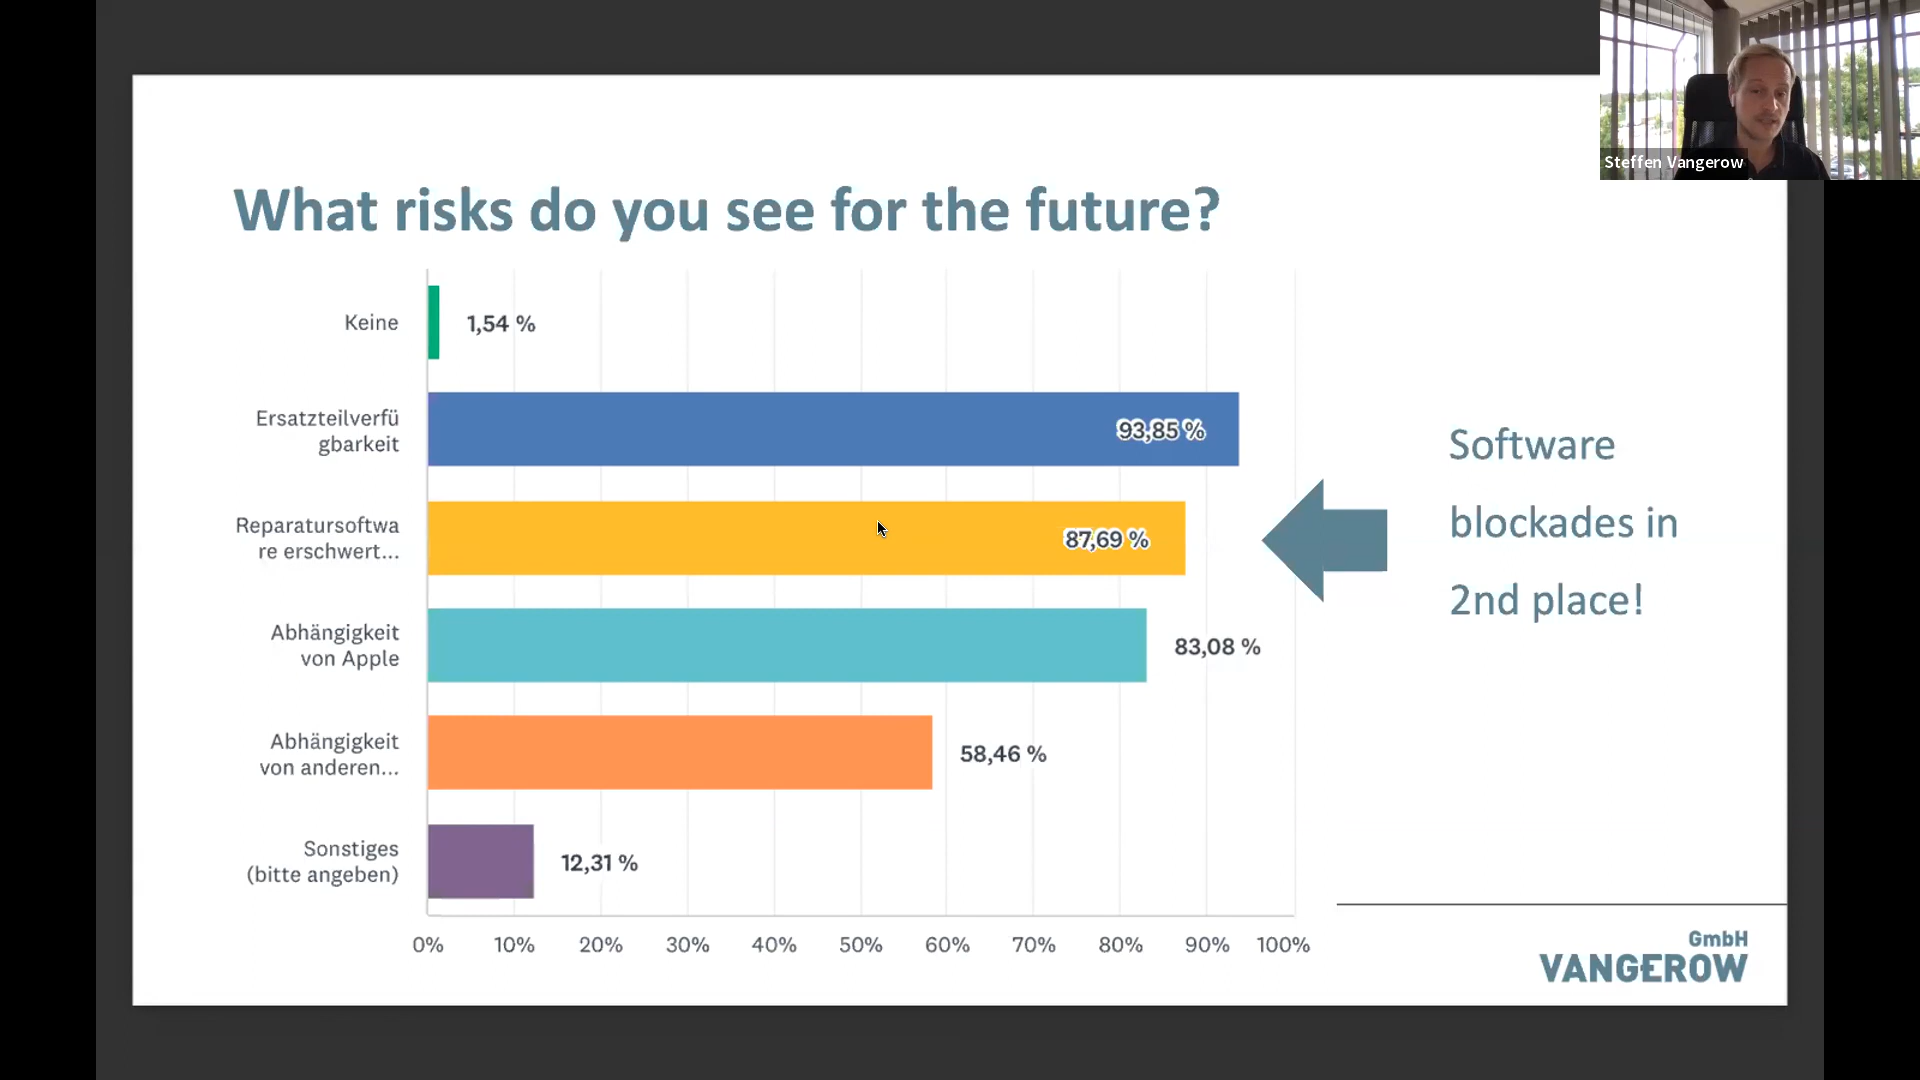 Steffen Vangerow
What risks do you see for the future?
Keine
1,54 %
Ersatzteilverfü
gbarkeit
93,85 %
Reparatursoftwa
re erschwert...
87,69 %
Abhängigkeit
von Apple
83,08 %
Abhängigkeit
von anderen...
58,46 %
Sonstiges
(bitte angeben)
12,31 %
0% 10% 20% 30% 40% 50% 60% 70% 80% 90% 100%
Software
blockades in
2nd place!
GmbH
VANGEROW